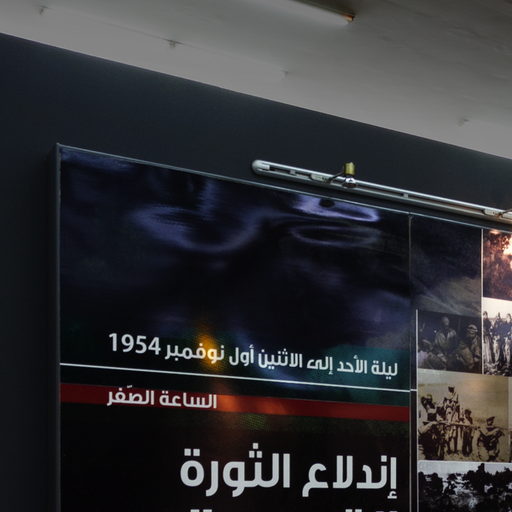 ليلة الأحد إلى الاثنين أول نوفمبر 1954
الساعة الصَفر
إندلاع الثورة